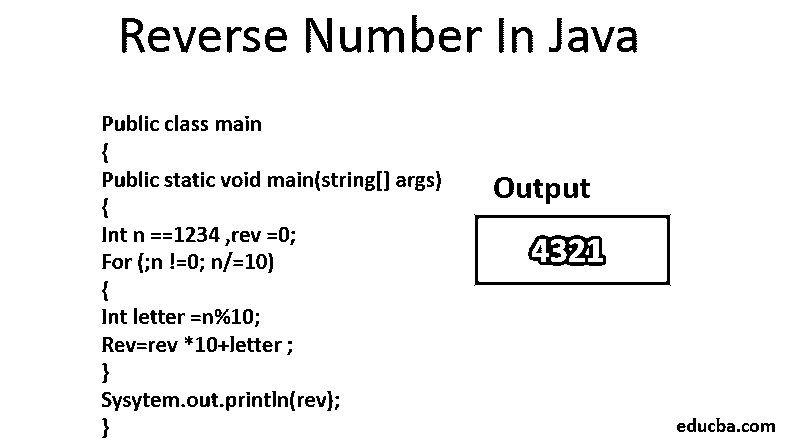 Reverse Number In Java
Public class main
{
Public static void main(string[] args)
{
Int n ==1234 ,rev =0;
For (;n !=0; n/=10)
{
Int letter =n%10;
Rev=rev *10+letter ;
}
Sysytem.out.println(rev);
}
Output
4321
educba.com